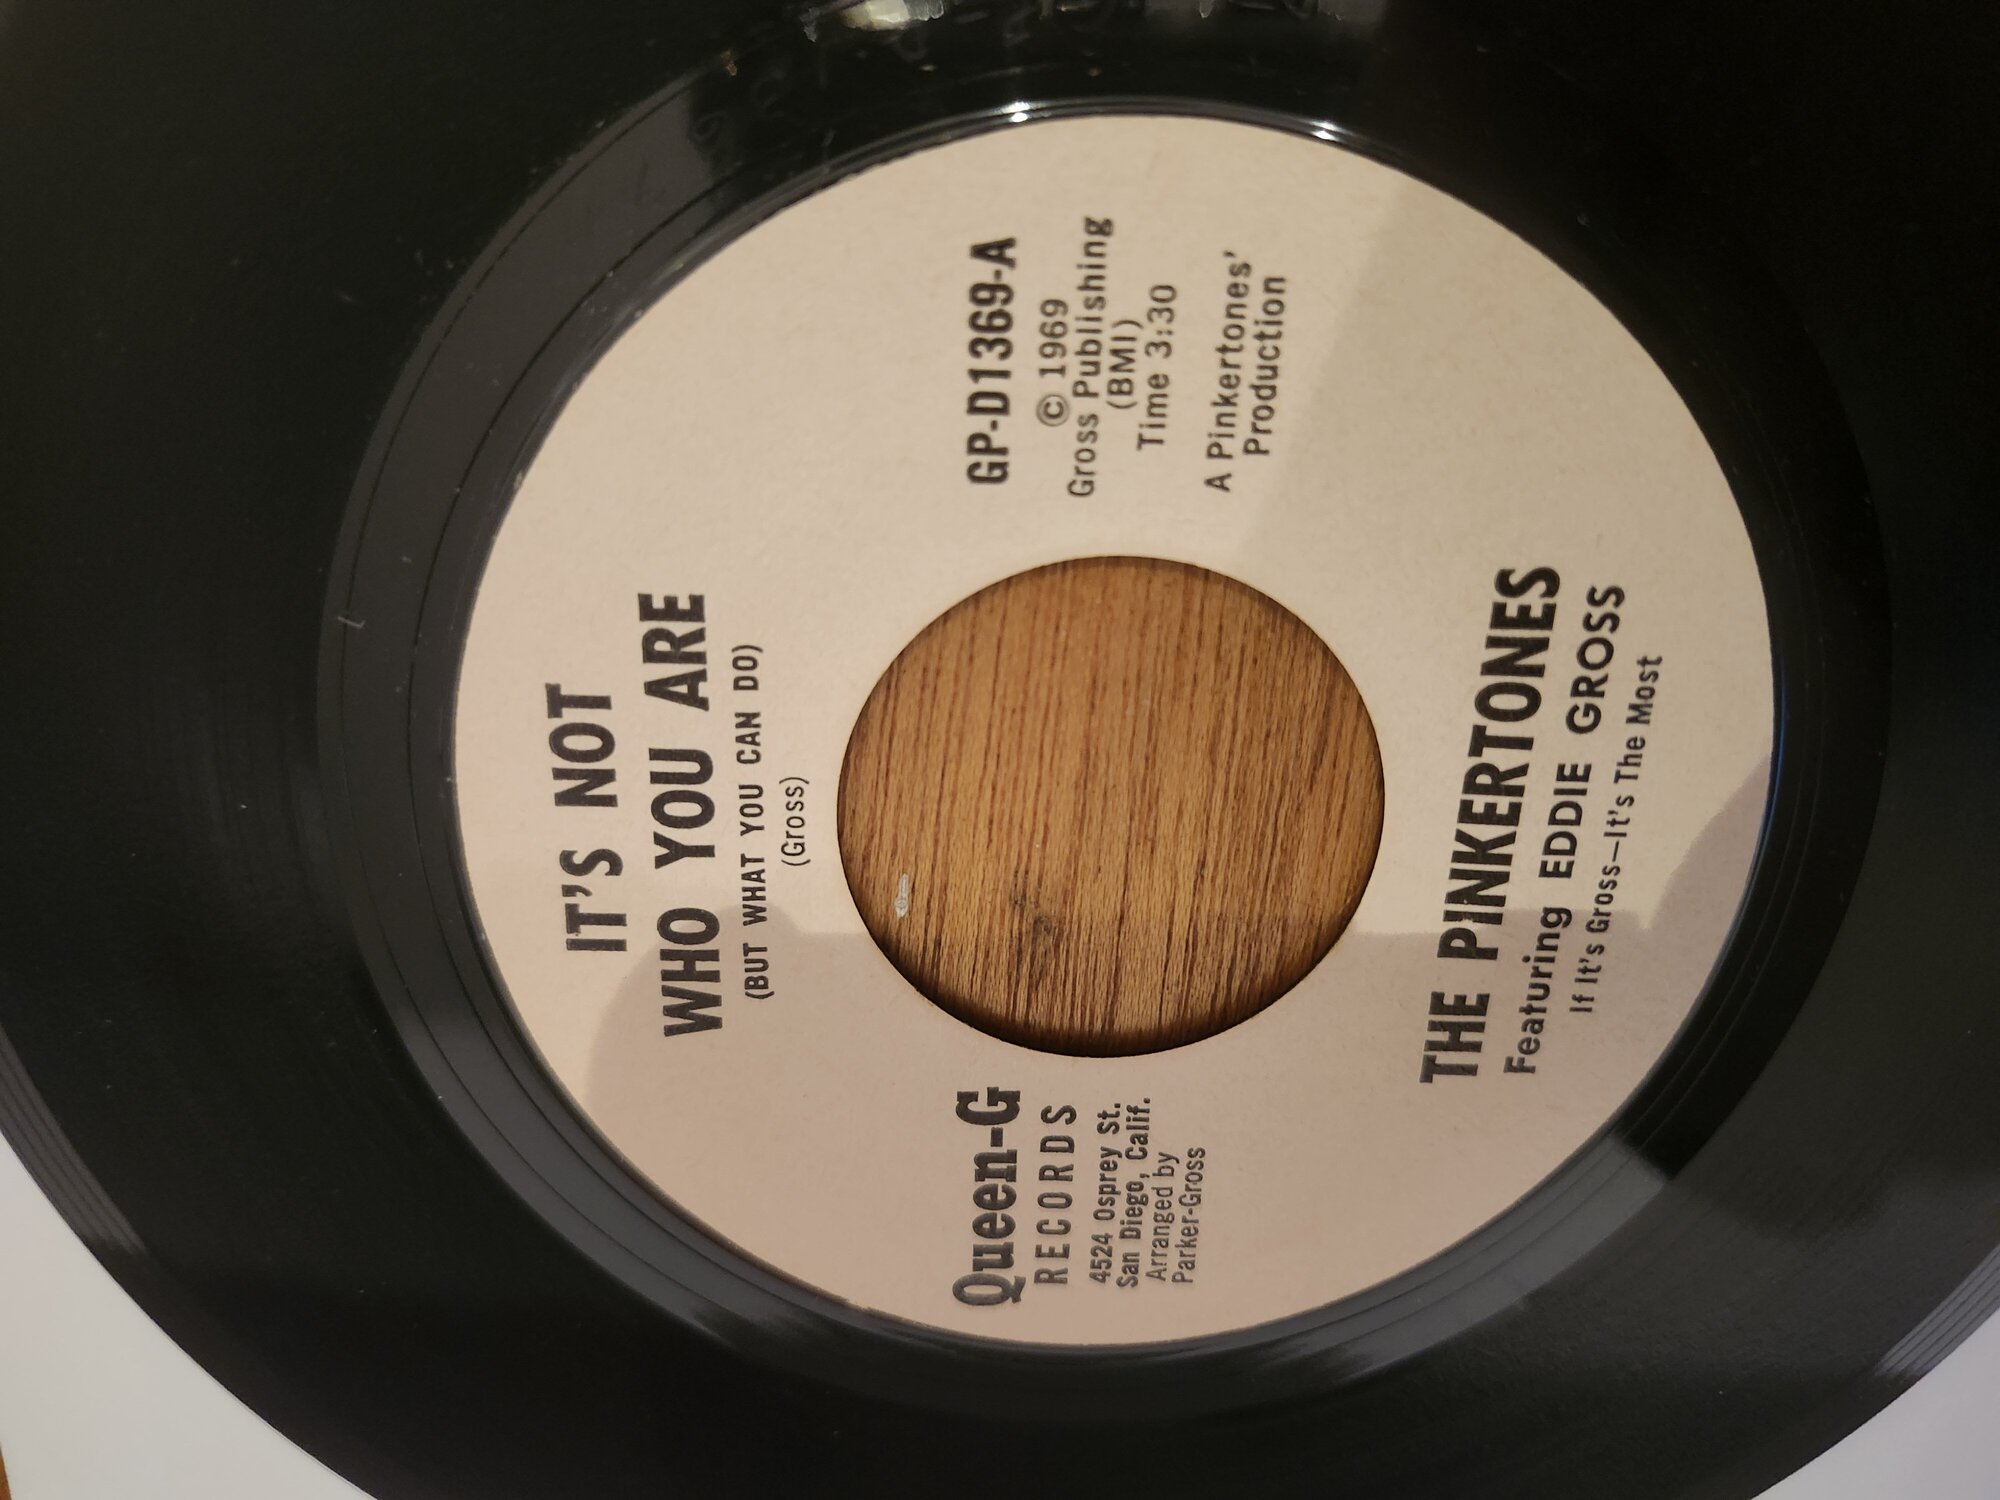 IT'S NOT
WHO YOU ARE
(BUT WHAT YOU CAN DO)
(Gross)
Queen-G
RECORDS
4524 Osprey St.
San Diego, Calif.
Arranged by
Parker-Gross
GP-D1369-A
© 1969
Gross Publishing
(BMI)
Time 3:30
A Pinkertones'
Production
THE PINKERTONES
Featuring EDDIE GROSS
If It's Gross—It's The Most